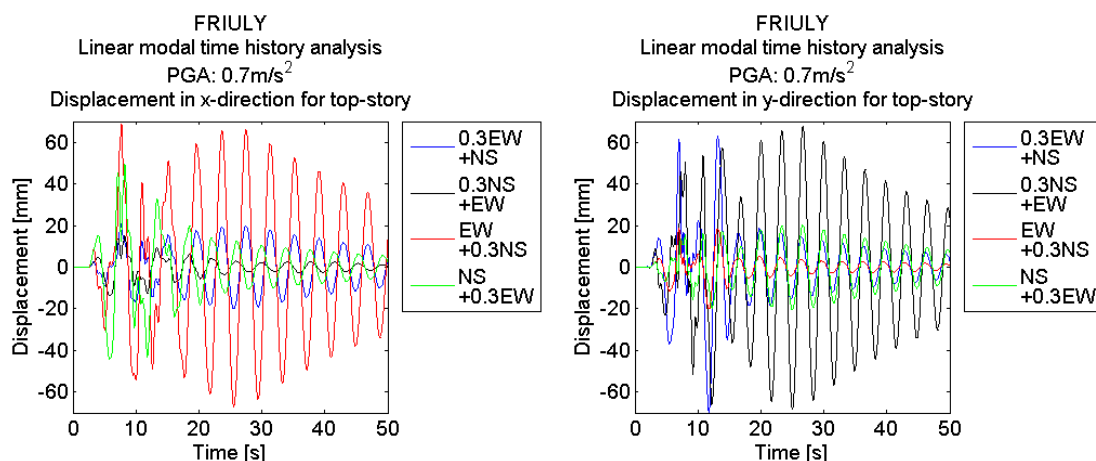 FRIULY
Linear modal time history analysis
PGA: 0.7m/s²
Displacement in x-direction for top-story
60
40
20
0
-20
-40
-60
Displacement [mm]
0 10 20 30 40 50
Time [s]
0.3EW
+NS
0.3NS
+EW
EW
+0.3NS
NS
+0.3EW
FRIULY
Linear modal time history analysis
PGA: 0.7m/s²
Displacement in y-direction for top-story
60
40
20
0
-20
-40
-60
Displacement [mm]
0 10 20 30 40 50
Time [s]
0.3EW
+NS
0.3NS
+EW
EW
+0.3NS
NS
+0.3EW